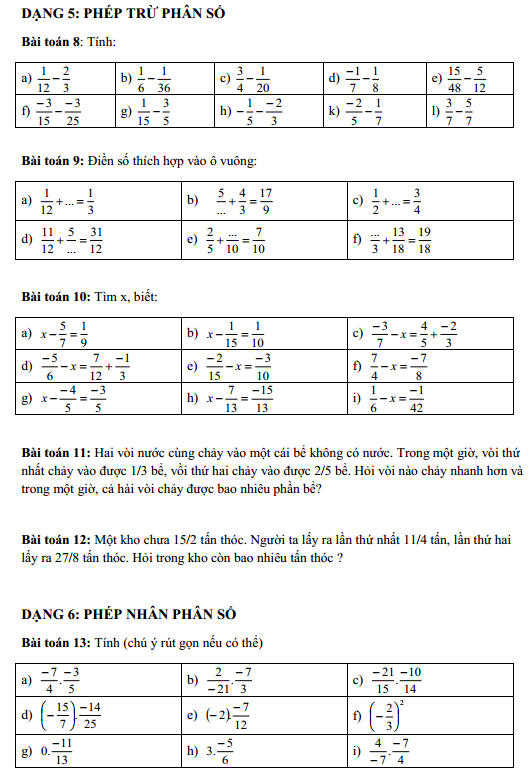 DẠNG 5: PHÉP TRỪ PHÂN SỐ
Bài toán 8: Tính:
a) 1/12 − 2/3 b) 1/6 − 1/36 c) 3/4 − 1/20 d) −1/7 − 1/8 e) 15/48 − 5/12
f) −3/15 − −3/25 g) 1/15 − 3/5 h) −1/5 − −2/3 k) −2/5 − 1/7 l) 3/7 − 5/7
Bài toán 9: Điền số thích hợp vào ô vuông:
a) 1/12 + ... = 1/3 b) 5/... + 4/3 = 17/9 c) 1/2 + ... = 3/4
d) 11/12 + 5/... = 31/12 e) 2/5 + .../10 = 7/10 f) .../3 + 13/18 = 19/18
Bài toán 10: Tìm x, biết:
a) x − 5/7 = 1/9 b) x − 1/15 = 1/10 c) −3/7 − x = 4/5 + −2/3
d) −5/6 − x = 7/12 + −1/3 e) −2/15 − x = −3/10 f) 7/4 − x = −7/8
g) x − −4/5 = −3/5 h) x − 7/13 = −15/13 i) 1/6 − x = −1/42
Bài toán 11: Hai vòi nước cùng chảy vào một cái bể không có nước. Trong một giờ, vòi thứ
nhất chảy vào được 1/3 bể, vồi thứ hai chảy vào được 2/5 bể. Hỏi vòi nào chảy nhanh hơn và
trong một giờ, cả hải vòi chảy được bao nhiêu phần bể?
Bài toán 12: Một kho chưa 15/2 tấn thóc. Người ta lấy ra lần thứ nhất 11/4 tấn, lần thứ hai
lấy ra 27/8 tấn thóc. Hỏi trong kho còn bao nhiêu tấn thóc ?
DẠNG 6: PHÉP NHÂN PHÂN SỐ
Bài toán 13: Tính (chú ý rút gọn nếu có thể)
a) −7/4 . −3/5 b) 2/−21 . −7/3 c) −21/15 . −10/14
d) (−15/7) . −14/25 e) (−2) . −7/12 f) (−2/3)²
g) 0 . −11/13 h) 3 . −5/6 i) 4/−7 . −7/4